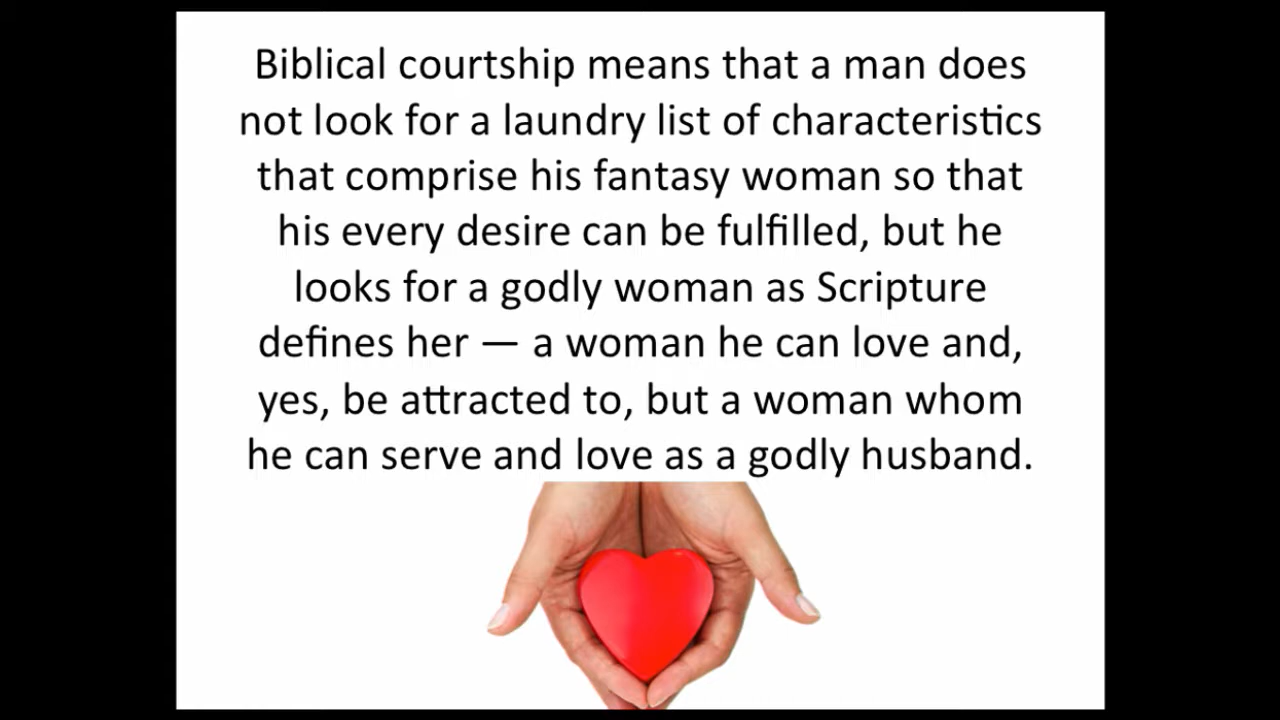 Biblical courtship means that a man does
not look for a laundry list of characteristics
that comprise his fantasy woman so that
his every desire can be fulfilled, but he
looks for a godly woman as Scripture
defines her — a woman he can love and,
yes, be attracted to, but a woman whom
he can serve and love as a godly husband.